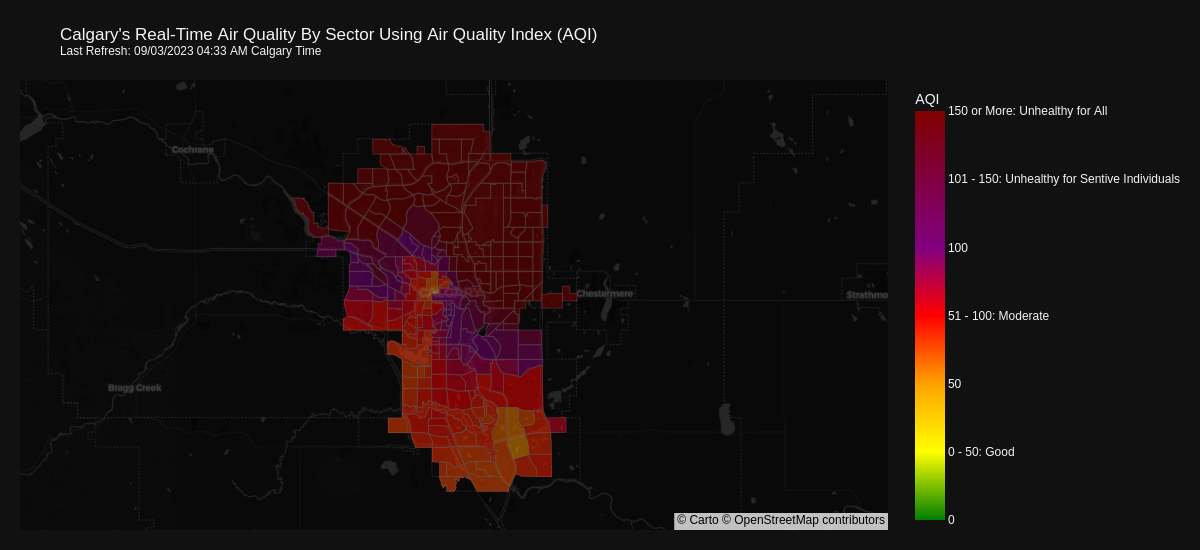 Calgary's Real-Time Air Quality By Sector Using Air Quality Index (AQI)
Last Refresh: 09/03/2023 04:33 AM Calgary Time
AQI
150 or More: Unhealthy for All
Cochrane
101 - 150: Unhealthy for Sentive Individuals
100
Chestermere
Strathmo
51 - 100: Moderate
50
Bragg Creek
0 - 50: Good
0
© Carto © OpenStreetMap contributors